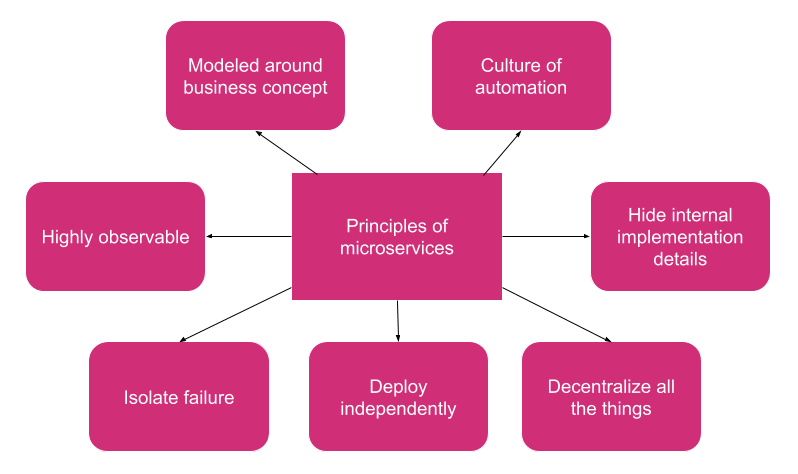 Modeled around
business concept
Culture of
automation
Highly observable
Principles of
microservices
Hide internal
implementation
details
Isolate failure
Deploy
independently
Decentralize all
the things